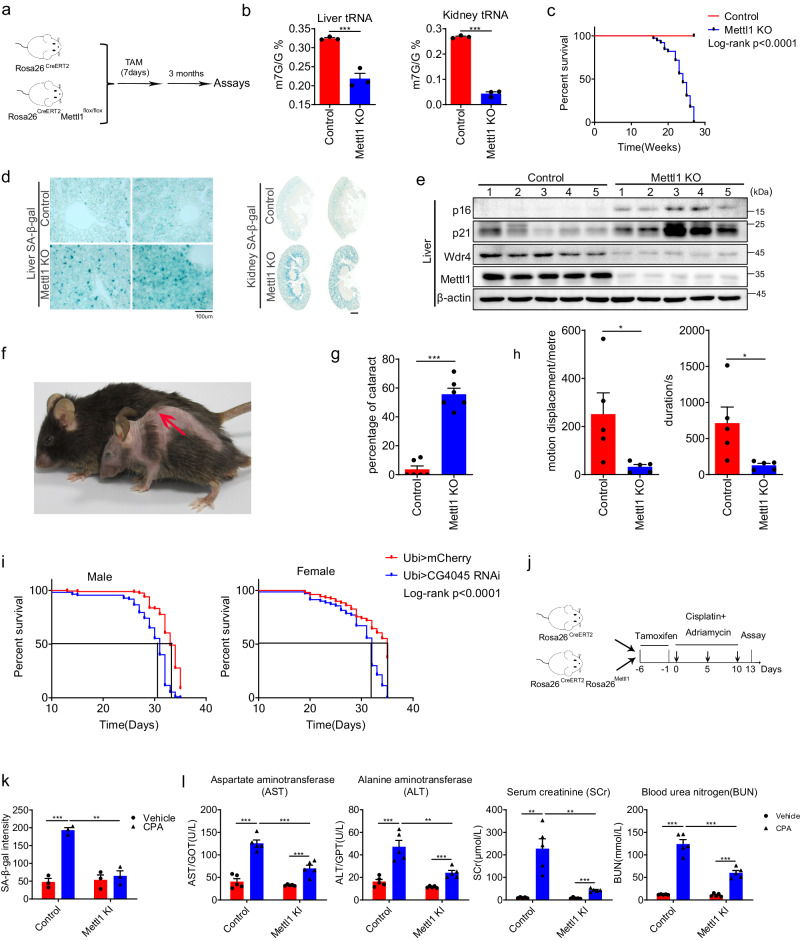 a
Rosa26 CreERT2
Rosa26 CreERT2 Mettl1 flox/flox
TAM
(7days)
3 months
Assays
b
Liver tRNA
***
m7G/G %
0.35
0.30
0.25
0.20
Control
Mettl1 KO
Kidney tRNA
***
m7G/G %
0.3
0.2
0.1
0.0
Control
Mettl1 KO
c
Control
Mettl1 KO
Log-rank p<0.0001
Percent survival
100
50
0
0
10
20
30
Time(Weeks)
d
Liver SA-β-gal
Control
Mettl1 KO
100um
Kidney SA-β-gal
Control
Mettl1 KO
e
Control
Mettl1 KO
1 2 3 4 5 1 2 3 4 5 (kDa)
Liver
p16
15
p21
25
15
Wdr4
45
Mettl1
35
β-actin
45
f
g
***
percentage of cataract
80
60
40
20
0
Control
Mettl1 KO
h
*
motion displacement/metre
600
400
200
0
Control
Mettl1 KO
*
duration/s
2000
1500
1000
500
0
Control
Mettl1 KO
i
Ubi>mCherry
Ubi>CG4045 RNAi
Log-rank p<0.0001
Male
Percent survival
100
50
0
10 20 30 40
Time(Days)
Female
Percent survival
100
50
0
10 20 30 40
Time(Days)
j
Rosa26 CreERT2
Rosa26 CreERT2 Rosa26 Mettl1
Cisplatin+
Tamoxifen Adriamycin Assay
-6 -1 0 5 10 13 Days
k
Vehicle
CPA
*** **
SA-β-gal intensity
250
200
150
100
50
0
Control
Mettl1 KI
l
Aspartate aminotransferase
(AST)
*** ***
***
AST/GOT(U/L)
200
150
100
50
0
Control
Mettl1 KI
Alanine aminotransferase
(ALT)
*** **
***
ALT/GPT(U/L)
80
60
40
20
0
Control
Mettl1 KI
Serum creatinine (SCr)
** **
***
SCr(μmol/L)
500
400
300
200
100
0
Control
Mettl1 KI
Blood urea nitrogen(BUN)
*** ***
***
BUN(mmol/L)
200
150
100
50
0
Control
Mettl1 KI
Vehicle
CPA